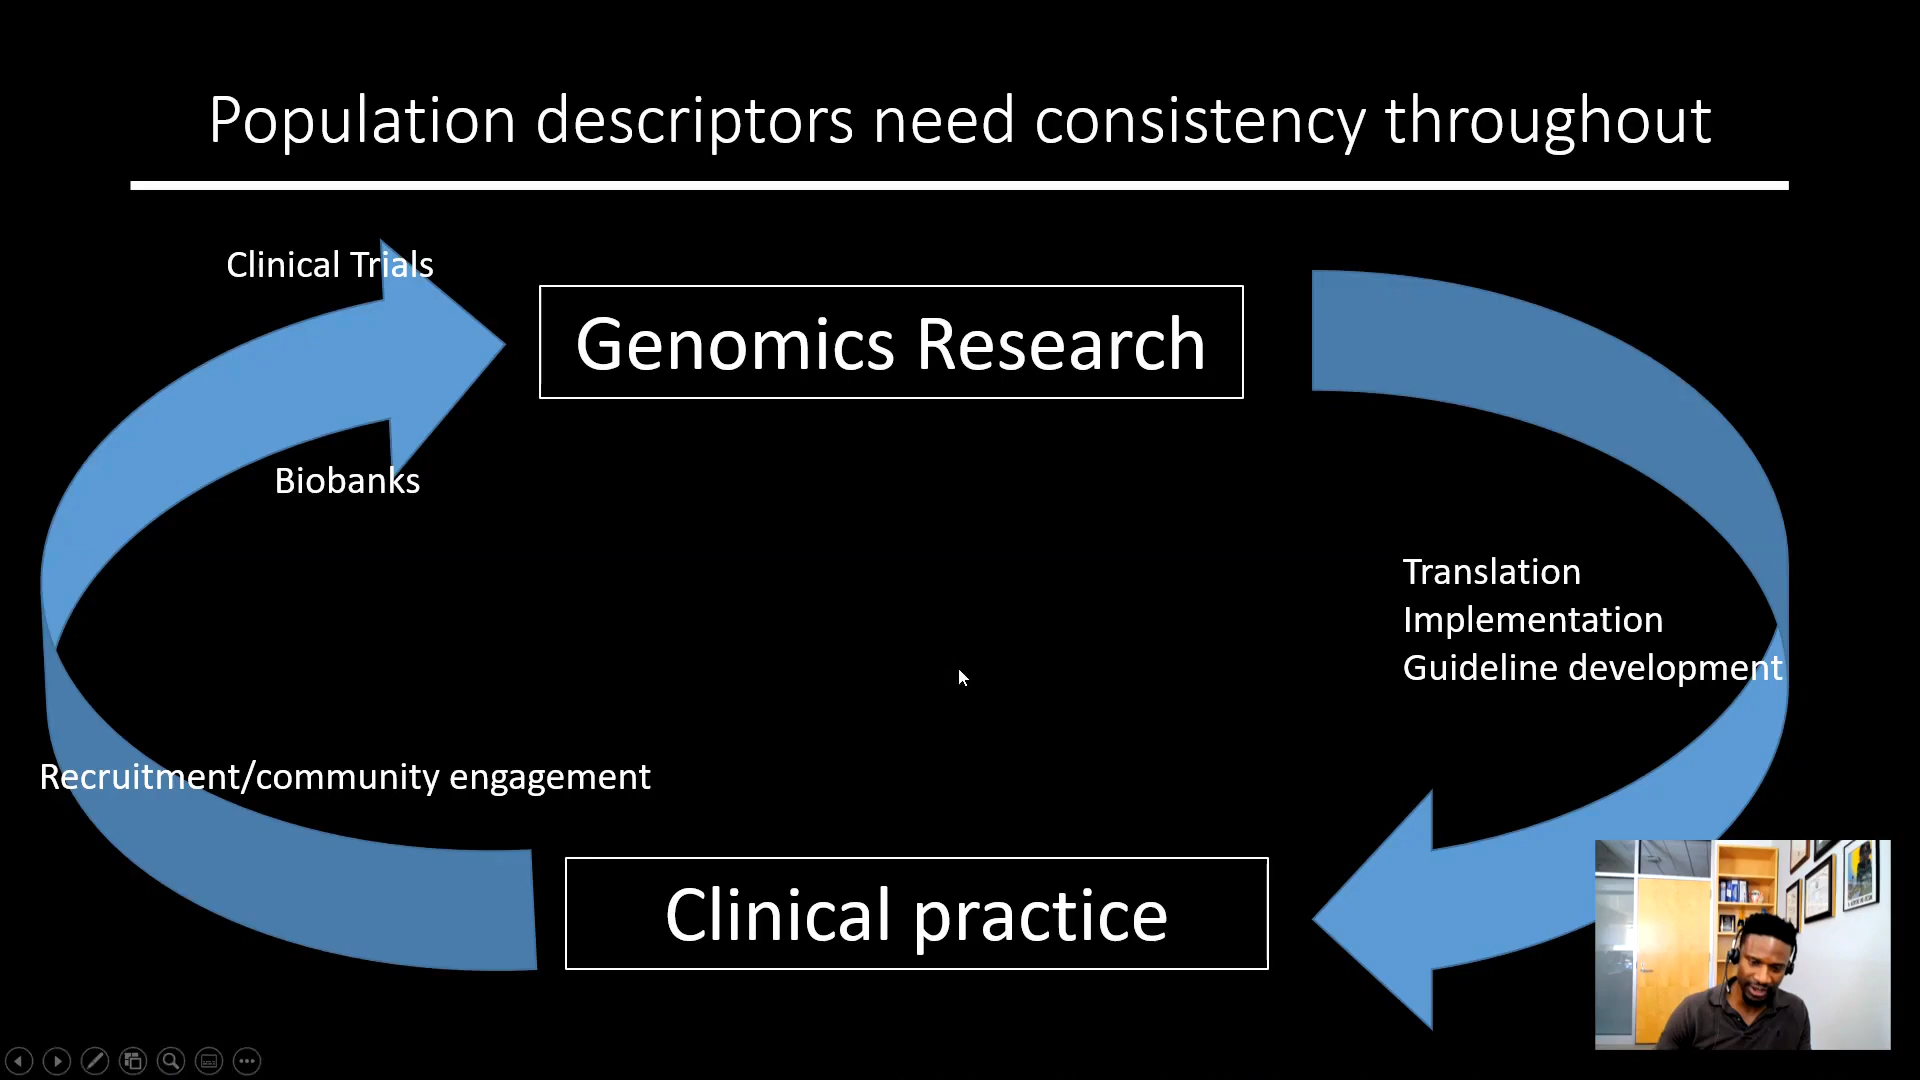 Population descriptors need consistency throughout
Clinical Trials
Genomics Research
Biobanks
Translation
Implementation
Guideline development
Recruitment/community engagement
Clinical practice